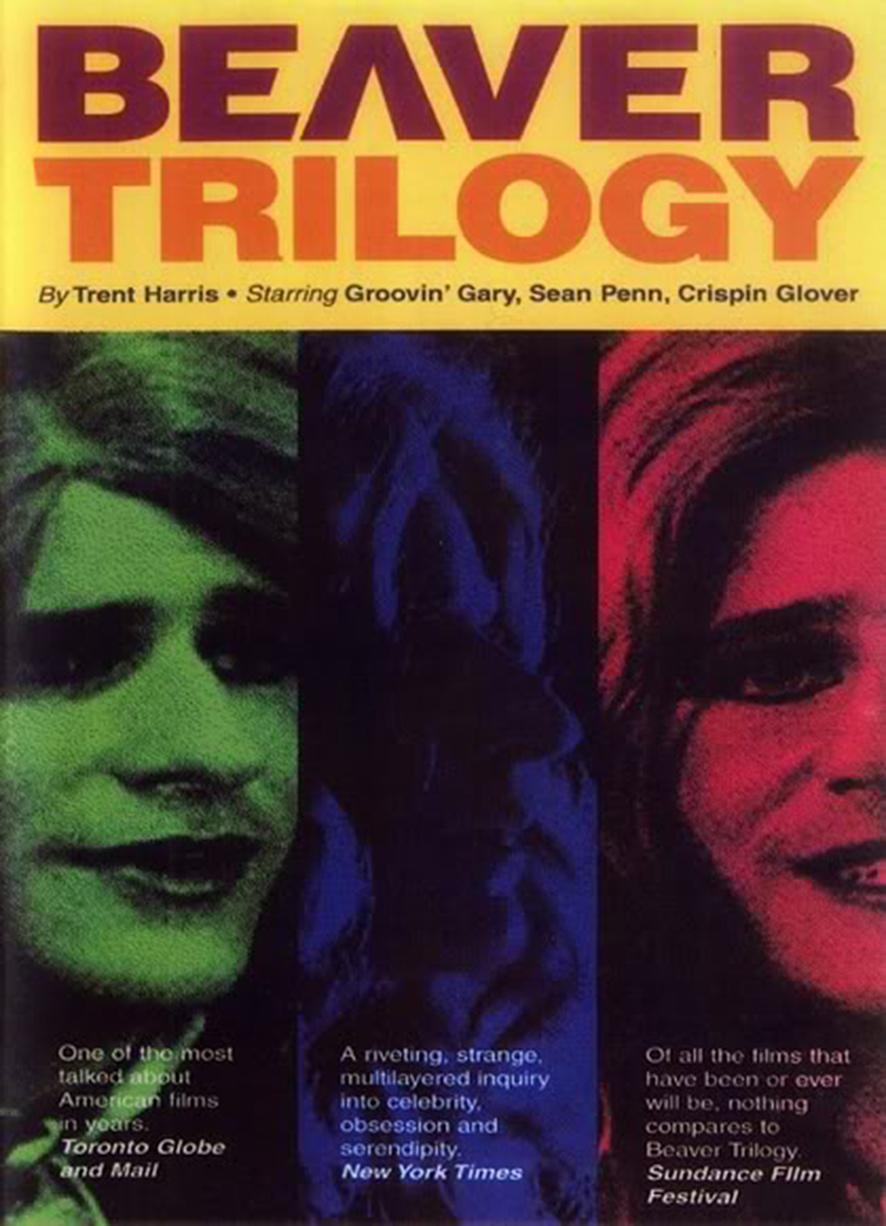 BEAVER
TRILOGY
By Trent Harris • Starring Groovin' Gary, Sean Penn, Crispin Glover
One of the most
talked about
American films
in years.
Toronto Globe
and Mail
A riveting, strange,
multilayered inquiry
into celebrity,
obsession and
serendipity.
New York Times
Of all the films that
have been or ever
will be, nothing
compares to
Beaver Trilogy.
Sundance FIlm
Festival